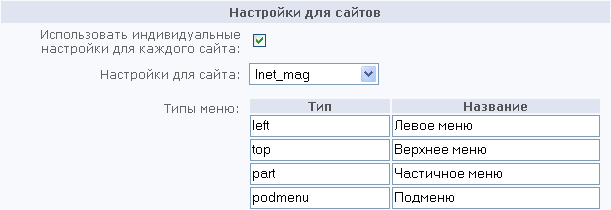 Настройки для сайтов
Использовать индивидуальные
настройки для каждого сайта:
Настройки для сайта: Inet_mag
Типы меню: Тип Название
left Левое меню
top Верхнее меню
part Частичное меню
podmenu Подменю